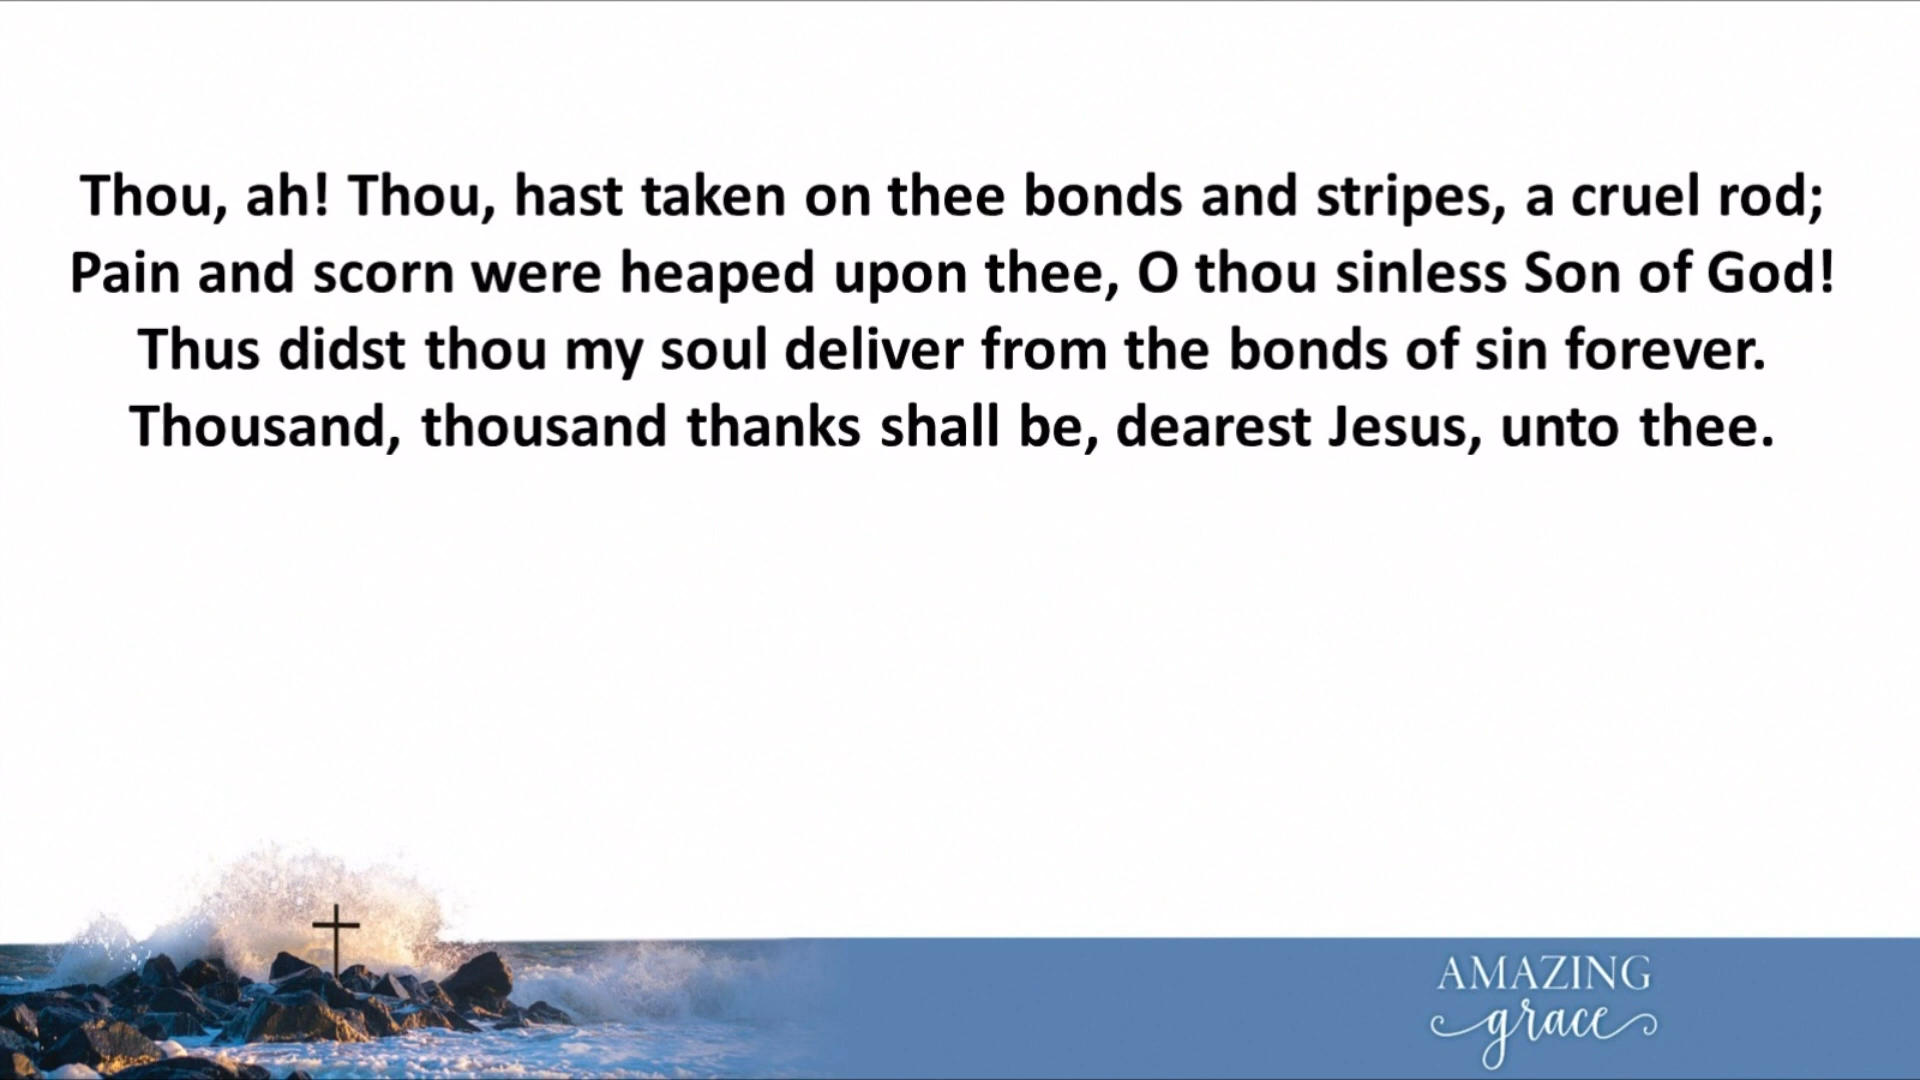 Thou, ah! Thou, hast taken on thee bonds and stripes, a cruel rod;
Pain and scorn were heaped upon thee, O thou sinless Son of God!
Thus didst thou my soul deliver from the bonds of sin forever.
Thousand, thousand thanks shall be, dearest Jesus, unto thee.
AMAZING
grace